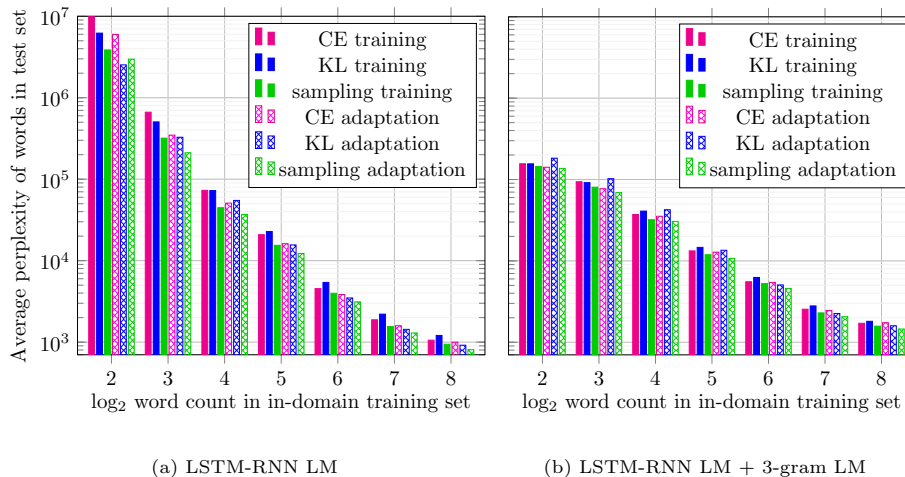 Average perplexity of words in test set
10^7
10^6
10^5
10^4
10^3
CE training
KL training
sampling training
CE adaptation
KL adaptation
sampling adaptation
2 3 4 5 6 7 8
log_2 word count in in-domain training set
(a) LSTM-RNN LM
CE training
KL training
sampling training
CE adaptation
KL adaptation
sampling adaptation
2 3 4 5 6 7 8
log_2 word count in in-domain training set
(b) LSTM-RNN LM + 3-gram LM